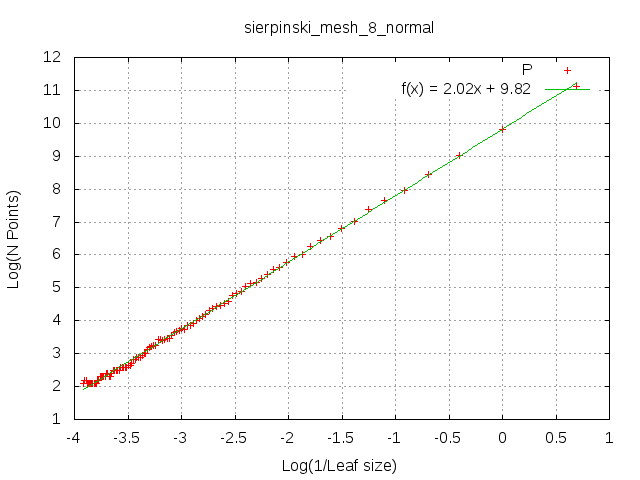 sierpinski_mesh_8_normal
12
11
10
9
8
7
6
5
4
3
2
1
Log(N Points)
P
f(x) = 2.02x + 9.82
-4 -3.5 -3 -2.5 -2 -1.5 -1 -0.5 0 0.5 1
Log(1/Leaf size)